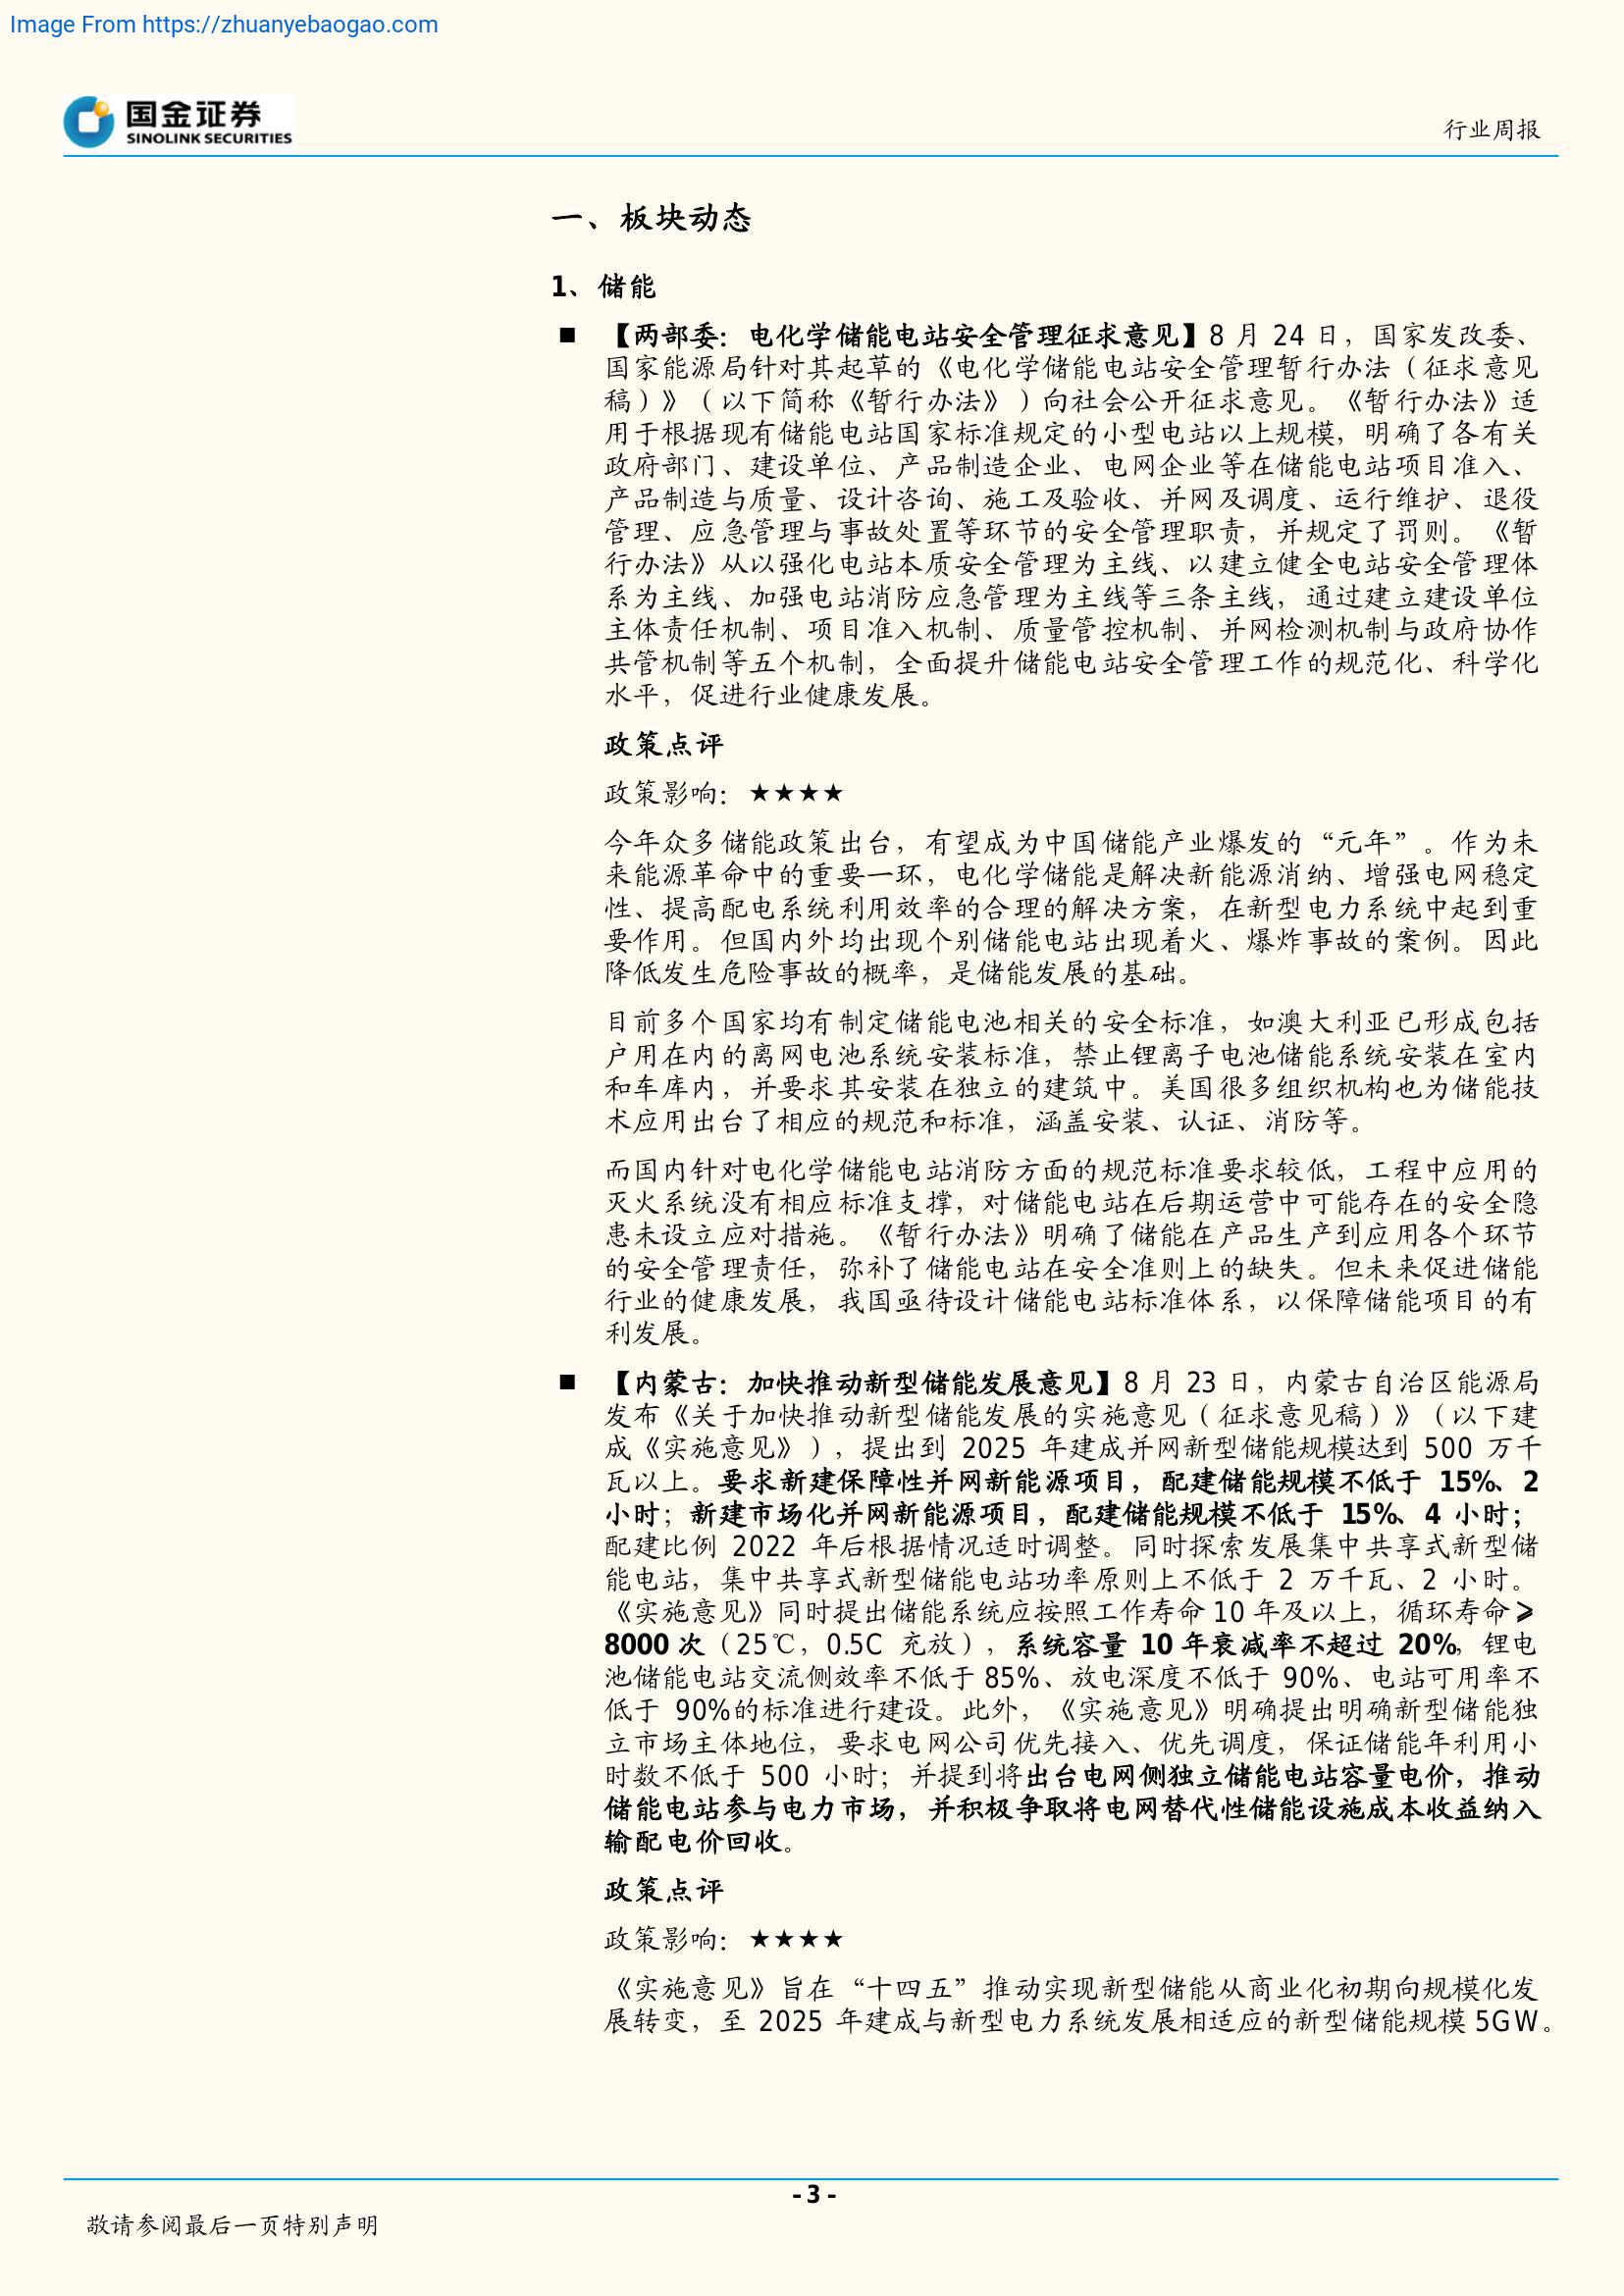 Image From https://zhuanyebaogao.com
国金证券
SINOLINK SECURITIES
行业周报
一、板块动态
1、储能
■ 【两部委：电化学储能电站安全管理征求意见】8 月 24 日，国家发改委、
国家能源局针对其起草的《电化学储能电站安全管理暂行办法（征求意见
稿）》（以下简称《暂行办法》）向社会公开征求意见。《暂行办法》适
用于根据现有储能电站国家标准规定的小型电站以上规模，明确了各有关
政府部门、建设单位、产品制造企业、电网企业等在储能电站项目准入、
产品制造与质量、设计咨询、施工及验收、并网及调度、运行维护、退役
管理、应急管理与事故处置等环节的安全管理职责，并规定了罚则。《暂
行办法》从以强化电站本质安全管理为主线、以建立健全电站安全管理体
系为主线、加强电站消防应急管理为主线等三条主线，通过建立建设单位
主体责任机制、项目准入机制、质量管控机制、并网检测机制与政府协作
共管机制等五个机制，全面提升储能电站安全管理工作的规范化、科学化
水平，促进行业健康发展。
政策点评
政策影响：★★★★
今年众多储能政策出台，有望成为中国储能产业爆发的“元年”。作为未
来能源革命中的重要一环，电化学储能是解决新能源消纳、增强电网稳定
性、提高配电系统利用效率的合理的解决方案，在新型电力系统中起到重
要作用。但国内外均出现个别储能电站出现着火、爆炸事故的案例。因此
降低发生危险事故的概率，是储能发展的基础。
目前多个国家均有制定储能电池相关的安全标准，如澳大利亚已形成包括
户用在内的离网电池系统安装标准，禁止锂离子电池储能系统安装在室内
和车库内，并要求其安装在独立的建筑中。美国很多组织机构也为储能技
术应用出台了相应的规范和标准，涵盖安装、认证、消防等。
而国内针对电化学储能电站消防方面的规范标准要求较低，工程中应用的
灭火系统没有相应标准支撑，对储能电站在后期运营中可能存在的安全隐
患未设立应对措施。《暂行办法》明确了储能在产品生产到应用各个环节
的安全管理责任，弥补了储能电站在安全准则上的缺失。但未来促进储能
行业的健康发展，我国亟待设计储能电站标准体系，以保障储能项目的有
利发展。
■ 【内蒙古：加快推动新型储能发展意见】8 月 23 日，内蒙古自治区能源局
发布《关于加快推动新型储能发展的实施意见（征求意见稿）》（以下建
成《实施意见》），提出到 2025 年建成并网新型储能规模达到 500 万千
瓦以上。要求新建保障性并网新能源项目，配建储能规模不低于 15%、2
小时；新建市场化并网新能源项目，配建储能规模不低于 15%、4 小时；
配建比例 2022 年后根据情况适时调整。同时探索发展集中共享式新型储
能电站，集中共享式新型储能电站功率原则上不低于 2 万千瓦、2 小时。
《实施意见》同时提出储能系统应按照工作寿命 10 年及以上，循环寿命≥
8000 次（25℃，0.5C 充放），系统容量 10 年衰减率不超过 20%，锂电
池储能电站交流侧效率不低于 85%、放电深度不低于 90%、电站可用率不
低于 90%的标准进行建设。此外，《实施意见》明确提出明确新型储能独
立市场主体地位，要求电网公司优先接入、优先调度，保证储能年利用小
时数不低于 500 小时；并提到将出台电网侧独立储能电站容量电价，推动
储能电站参与电力市场，并积极争取将电网替代性储能设施成本收益纳入
输配电价回收。
政策点评
政策影响：★★★★
《实施意见》旨在“十四五”推动实现新型储能从商业化初期向规模化发
展转变，至 2025 年建成与新型电力系统发展相适应的新型储能规模 5GW。
- 3 -
敬请参阅最后一页特别声明